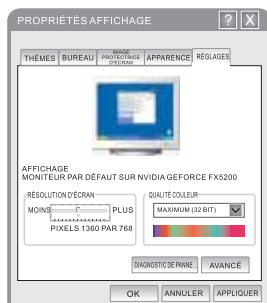 PROPRIÉTÉS AFFICHAGE
? X
THÈMES BUREAU IMAGE PROTECTRICE D'ÉCRAN APPARENCE RÉGLAGES
AFFICHAGE
MONITEUR PAR DÉFAUT SUR NVIDIA GEFORCE FX5200
RÉSOLUTION D'ÉCRAN
MOINS PLUS
PIXELS 1360 PAR 768
QUALITÉ COULEUR
MAXIMUM (32 BIT)
DIAGNOSTIC DE PANNE... AVANCÉ
OK ANNULER APPLIQUER